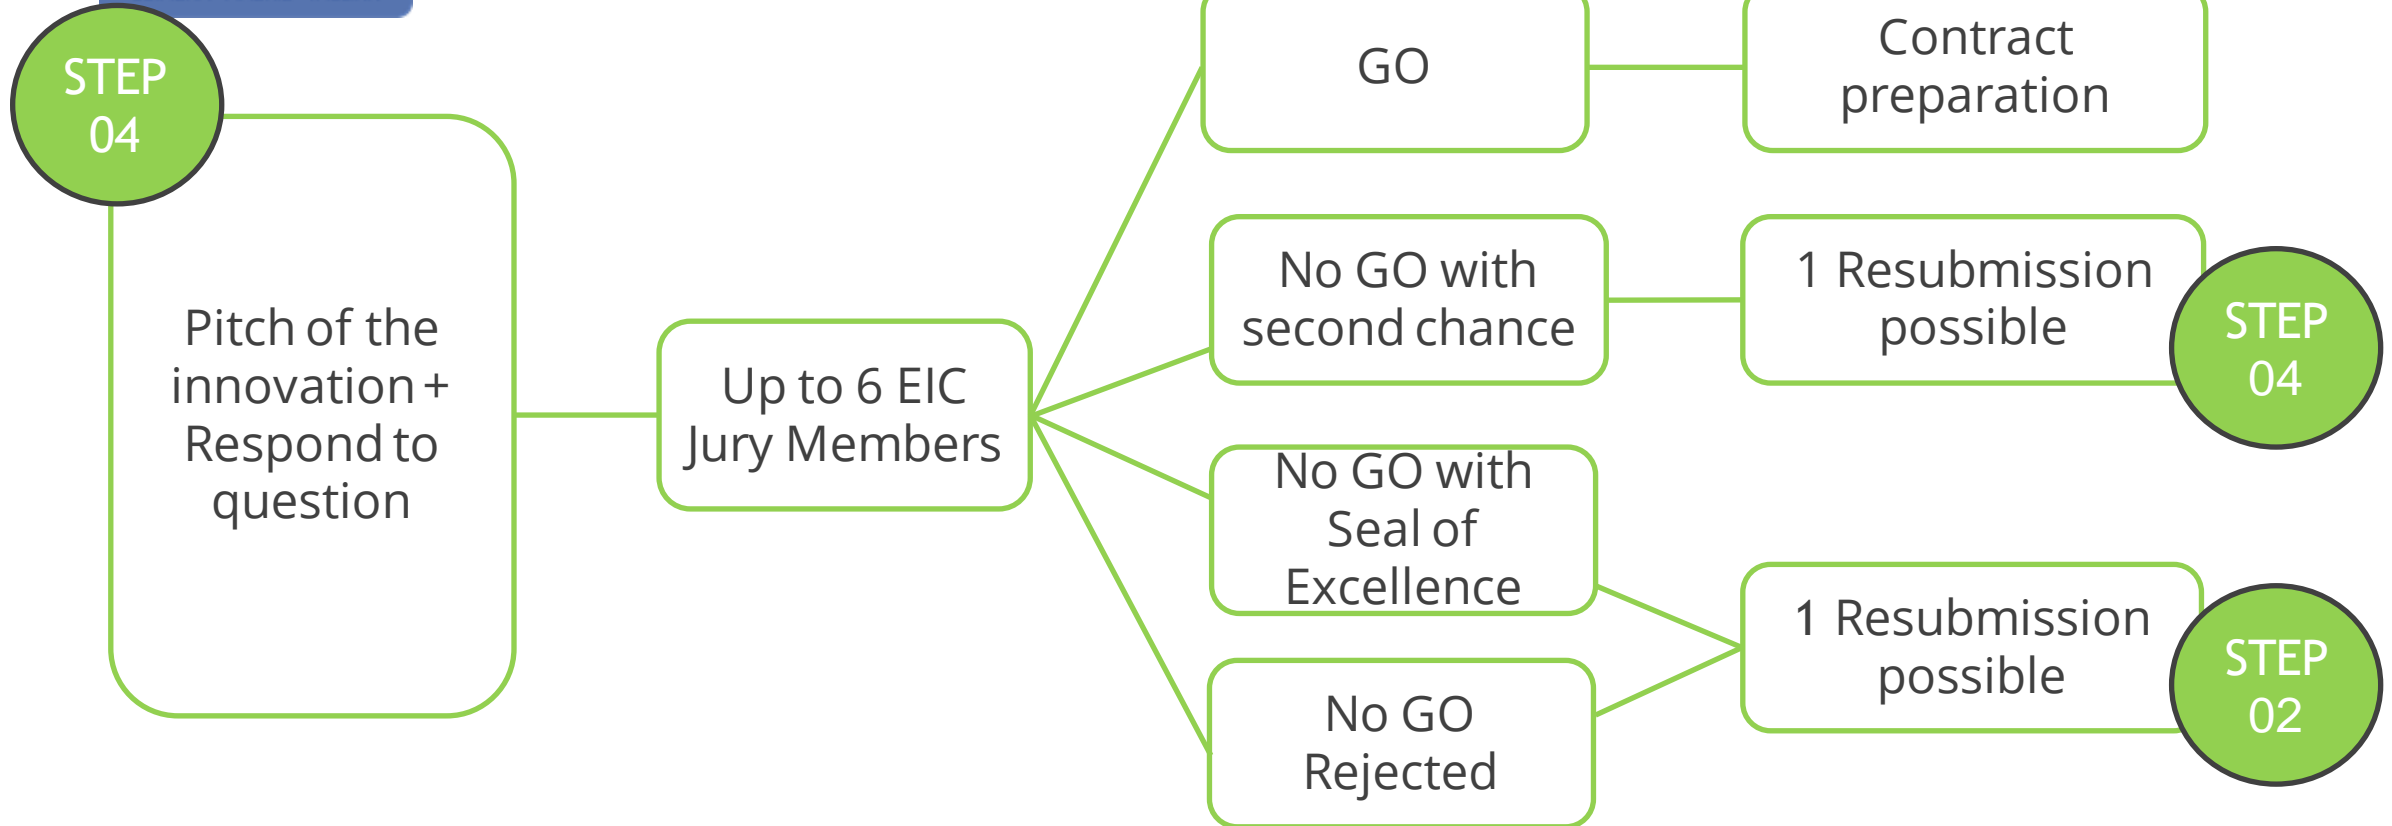 STEP
04
Pitch of the
innovation +
Respond to
question
Up to 6 EIC
Jury Members
GO
Contract
preparation
No GO with
second chance
1 Resubmission
possible
STEP
04
No GO with
Seal of
Excellence
No GO
Rejected
1 Resubmission
possible
STEP
02